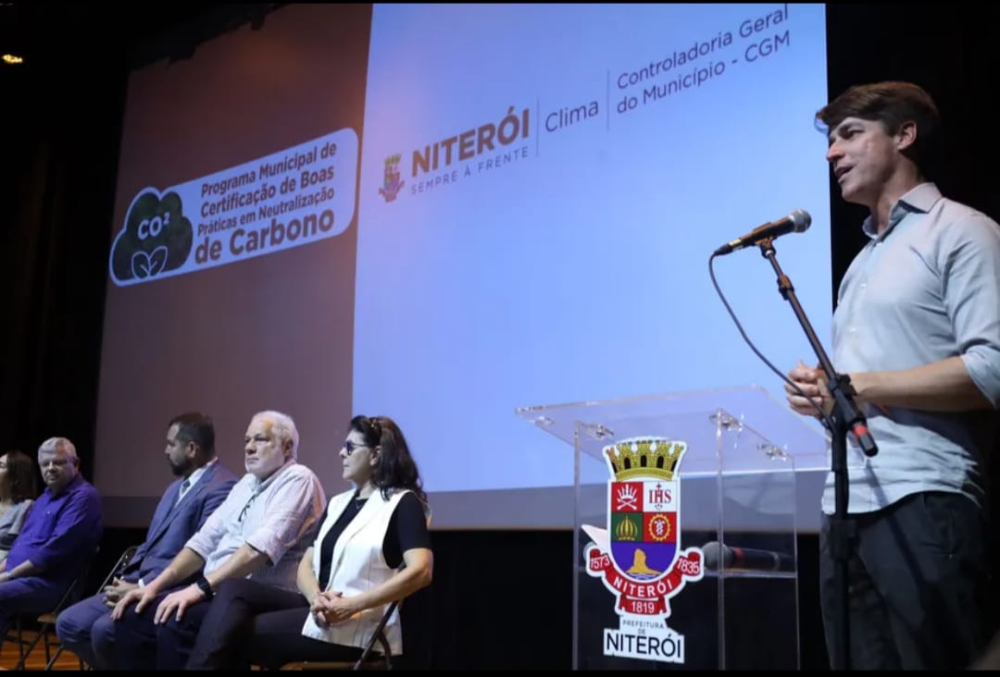 CO²
Programa Municipal de
Certificação de Boas
Práticas em Neutralização
de Carbono
NITERÓI
SEMPRE À FRENTE
Clima
Controladoria Geral
do Município - CGM
IHS
1573
1835
NITERÓI
1819
PREFEITURA
DE
NITERÓI